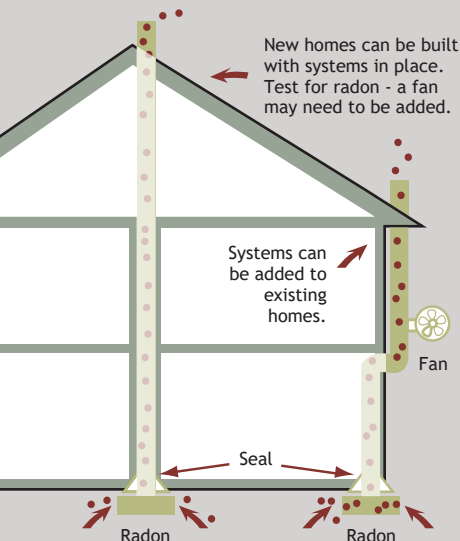 New homes can be built
with systems in place.
Test for radon - a fan
may need to be added.
Systems can
be added to
existing
homes.
Fan
Seal
Radon
Radon